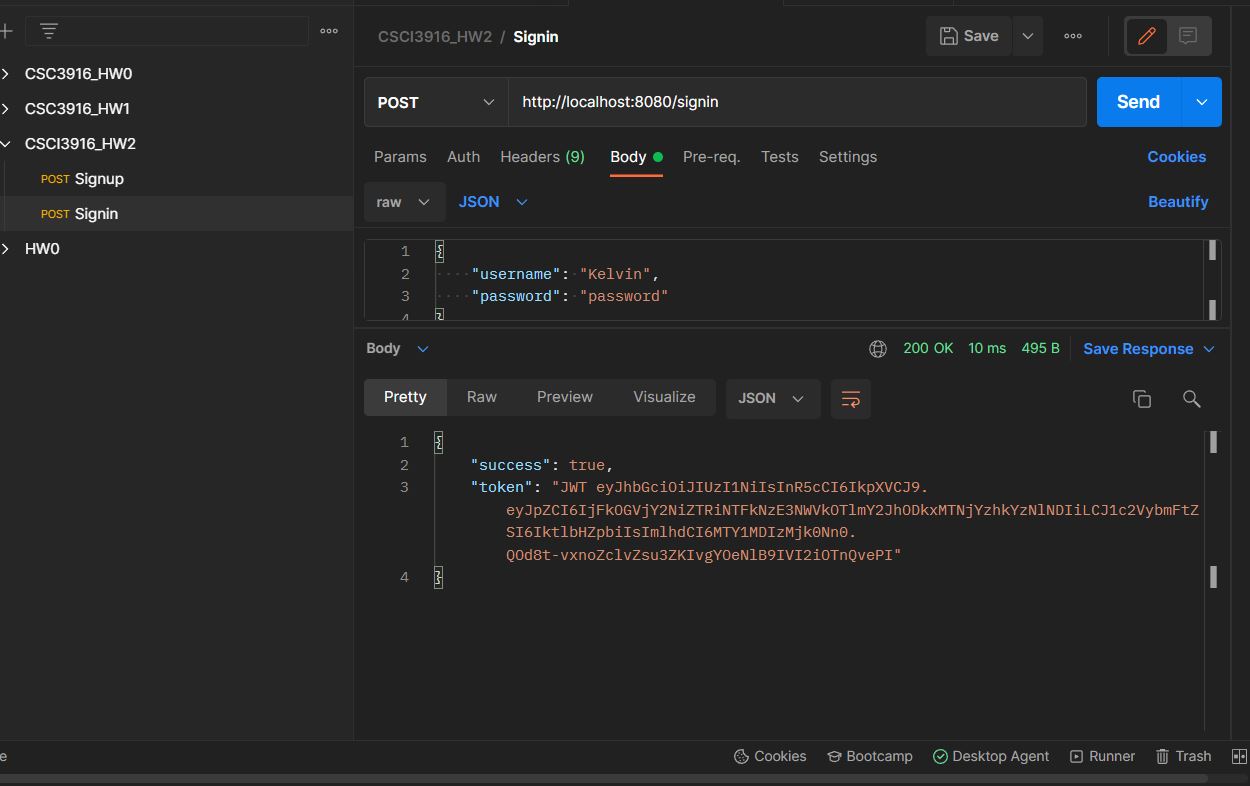 CSCI3916_HW2 / Signin
Save
CSC3916_HW0
CSC3916_HW1
CSCI3916_HW2
POST Signup
POST Signin
HW0
POST
http://localhost:8080/signin
Send
Params Auth Headers (9) Body Pre-req. Tests Settings
Cookies
raw
JSON
Beautify
1 {
2 "username": "Kelvin",
3 "password": "password"
4 }
Body
200 OK 10 ms 495 B Save Response
Pretty Raw Preview Visualize JSON
1 {
2 "success": true,
3 "token": "JWT eyJhbGciOiJIUzI1NiIsInR5cCI6IkpXVCJ9.
eyJpZCI6IjFkOGVjY2NiZTRiNTFkNzE3NWVkOTlmY2JhODkxMTNjYzhkYzNlNDIiLCJ1c2VybmFtZ
SI6IktlbHZpbiIsImlhdCI6MTY1MDIzMjk0Nn0.
QOd8t-vxnoZclvZsu3ZKIvgYOeNlB9IVI2iOTnQvePI"
4 }
e
Cookies Bootcamp Desktop Agent Runner Trash